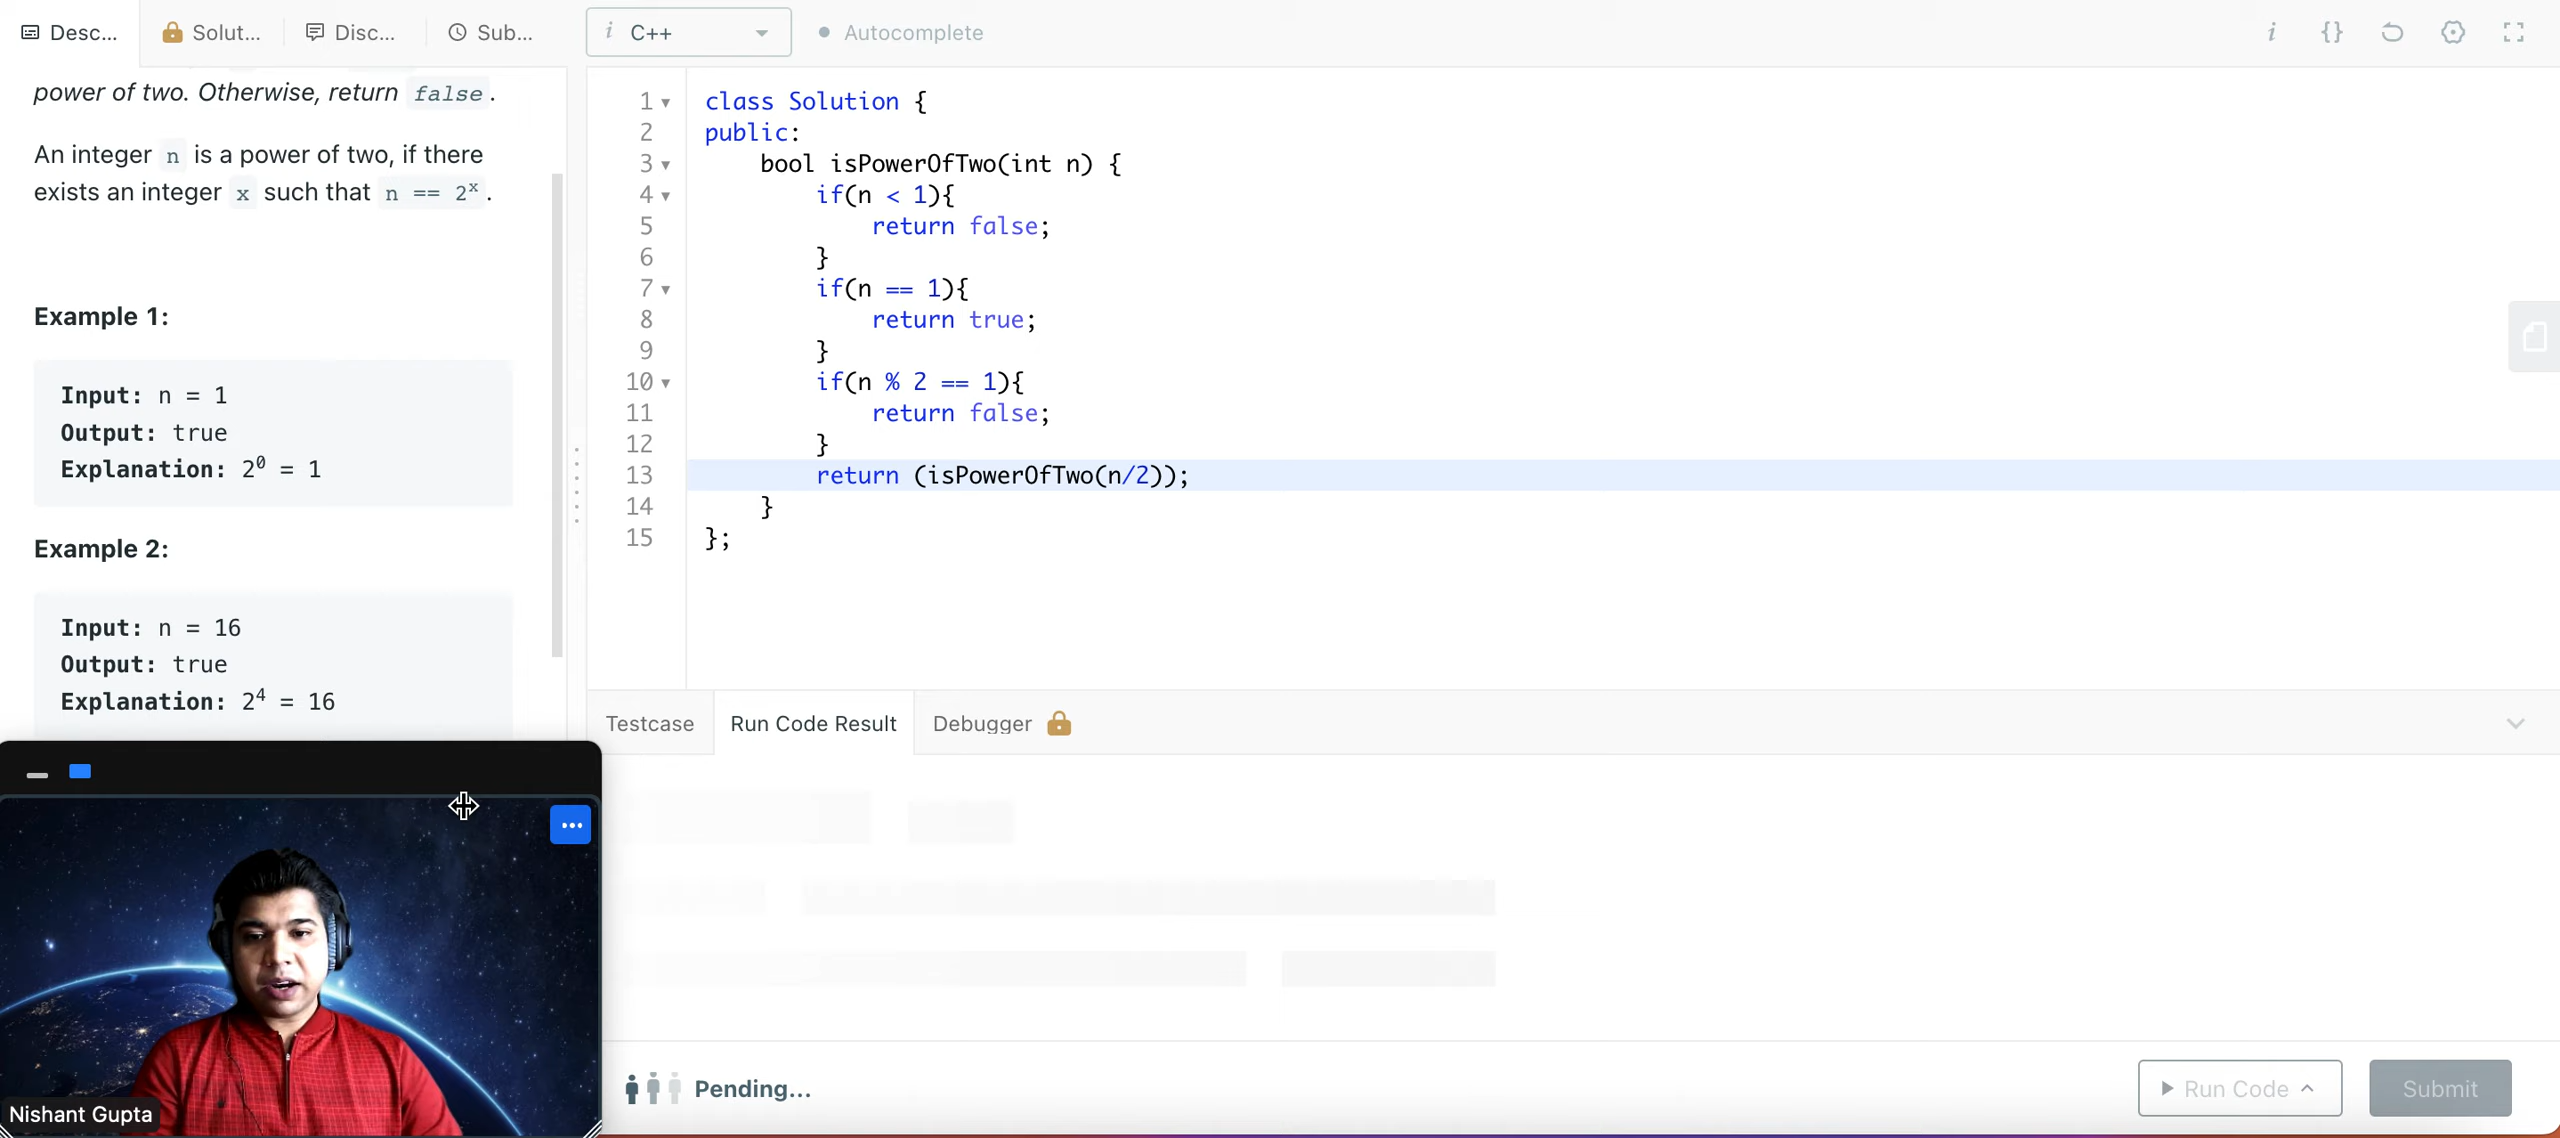 Desc...
Solut...
Disc...
Sub...
i C++
Autocomplete
i {}
power of two. Otherwise, return false.
An integer n is a power of two, if there
exists an integer x such that n == 2ˣ.
Example 1:
Input: n = 1
Output: true
Explanation: 2⁰ = 1
Example 2:
Input: n = 16
Output: true
Explanation: 2⁴ = 16
1 class Solution {
2 public:
3     bool isPowerOfTwo(int n) {
4         if(n < 1){
5             return false;
6         }
7         if(n == 1){
8             return true;
9         }
10         if(n % 2 == 1){
11             return false;
12         }
13         return (isPowerOfTwo(n/2));
14     }
15 };
Testcase
Run Code Result
Debugger
Nishant Gupta
Pending...
Run Code
Submit